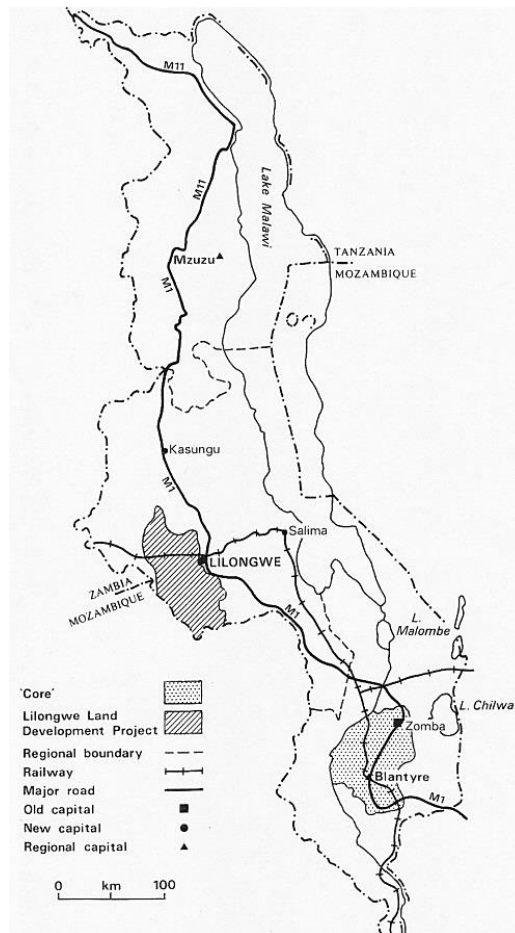 M11
M11
Lake Malawi
Mzuzu
TANZANIA
MOZAMBIQUE
M1
Kasungu
M1
Salima
LILONGWE
ZAMBIA
MOZAMBIQUE
M1
L.
Malombe
L. Chilwa
Zomba
Blantyre
M1
'Core'
Lilongwe Land
Development Project
Regional boundary
Railway
Major road
Old capital
New capital
Regional capital
0 km 100